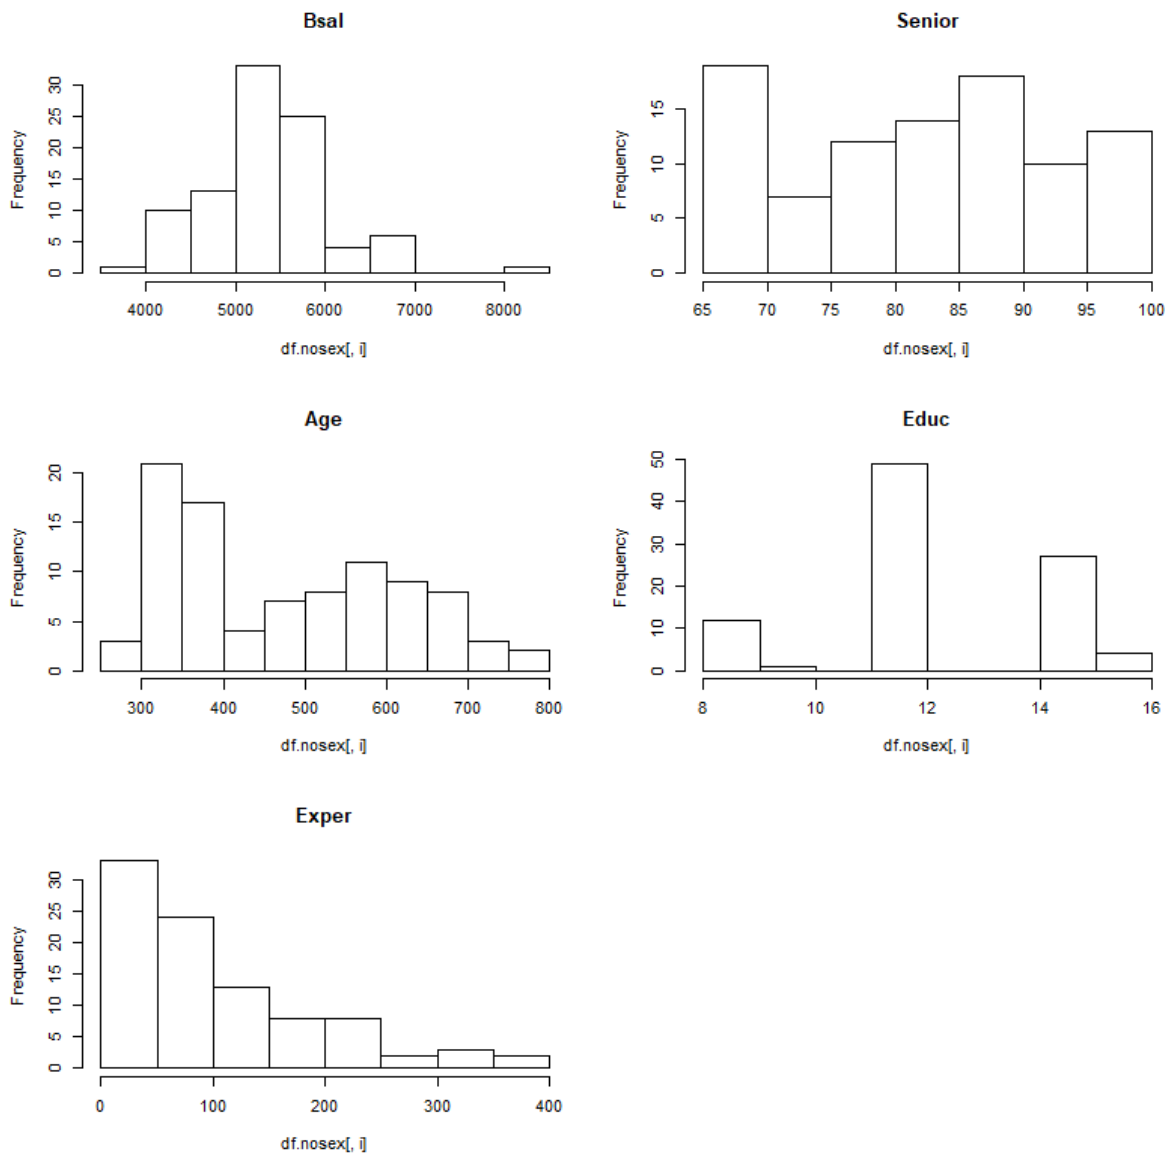 Bsal
Frequency
0 5 10 15 20 25 30
4000 5000 6000 7000 8000
df.nosex[, i]
Senior
Frequency
0 5 10 15
65 70 75 80 85 90 95 100
df.nosex[, i]
Age
Frequency
0 5 10 15 20
300 400 500 600 700 800
df.nosex[, i]
Educ
Frequency
0 10 20 30 40 50
8 10 12 14 16
df.nosex[, i]
Exper
Frequency
0 5 10 15 20 25 30
0 100 200 300 400
df.nosex[, i]